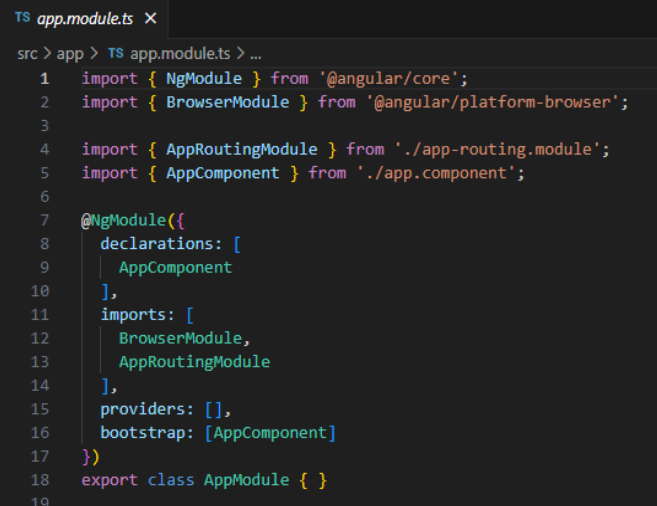 TS app.module.ts ×
src > app > TS app.module.ts > ...
1 import { NgModule } from '@angular/core';
2 import { BrowserModule } from '@angular/platform-browser';
3
4 import { AppRoutingModule } from './app-routing.module';
5 import { AppComponent } from './app.component';
6
7 @NgModule({
8   declarations: [
9     AppComponent
10   ],
11   imports: [
12     BrowserModule,
13     AppRoutingModule
14   ],
15   providers: [],
16   bootstrap: [AppComponent]
17 })
18 export class AppModule { }
19